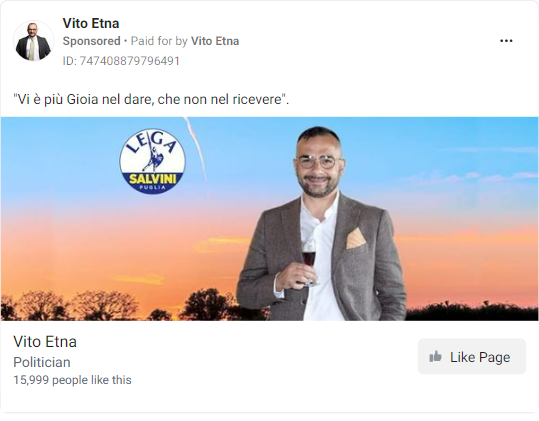 Vito Etna
Sponsored • Paid for by Vito Etna
ID: 747408879796491
"Vi è più Gioia nel dare, che non nel ricevere".
LEGA
SALVINI
PUGLIA
Vito Etna
Politician
15,999 people like this
Like Page